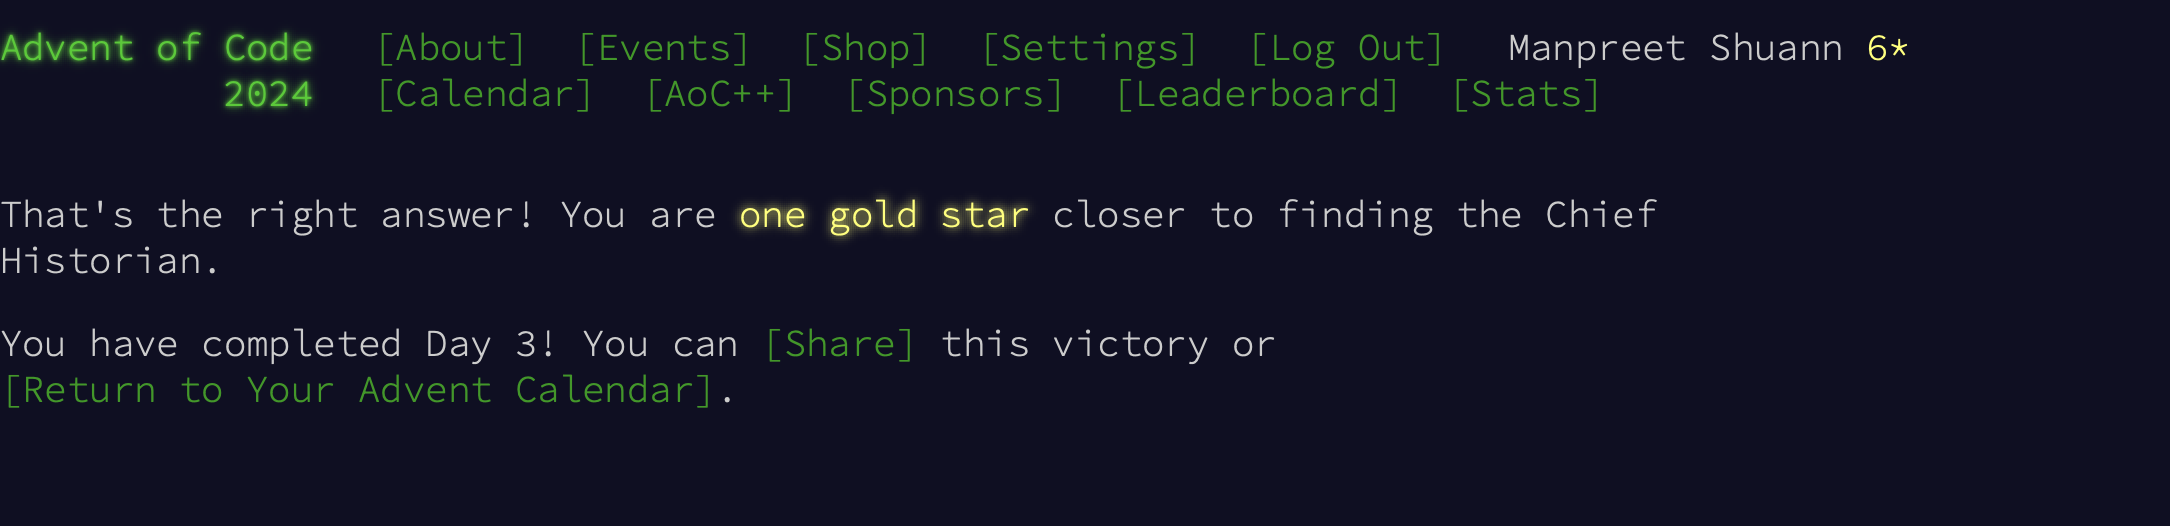 Advent of Code [About] [Events] [Shop] [Settings] [Log Out] Manpreet Shuann 6*
2024 [Calendar] [AoC++] [Sponsors] [Leaderboard] [Stats]
That's the right answer! You are one gold star closer to finding the Chief
Historian.
You have completed Day 3! You can [Share] this victory or
[Return to Your Advent Calendar].